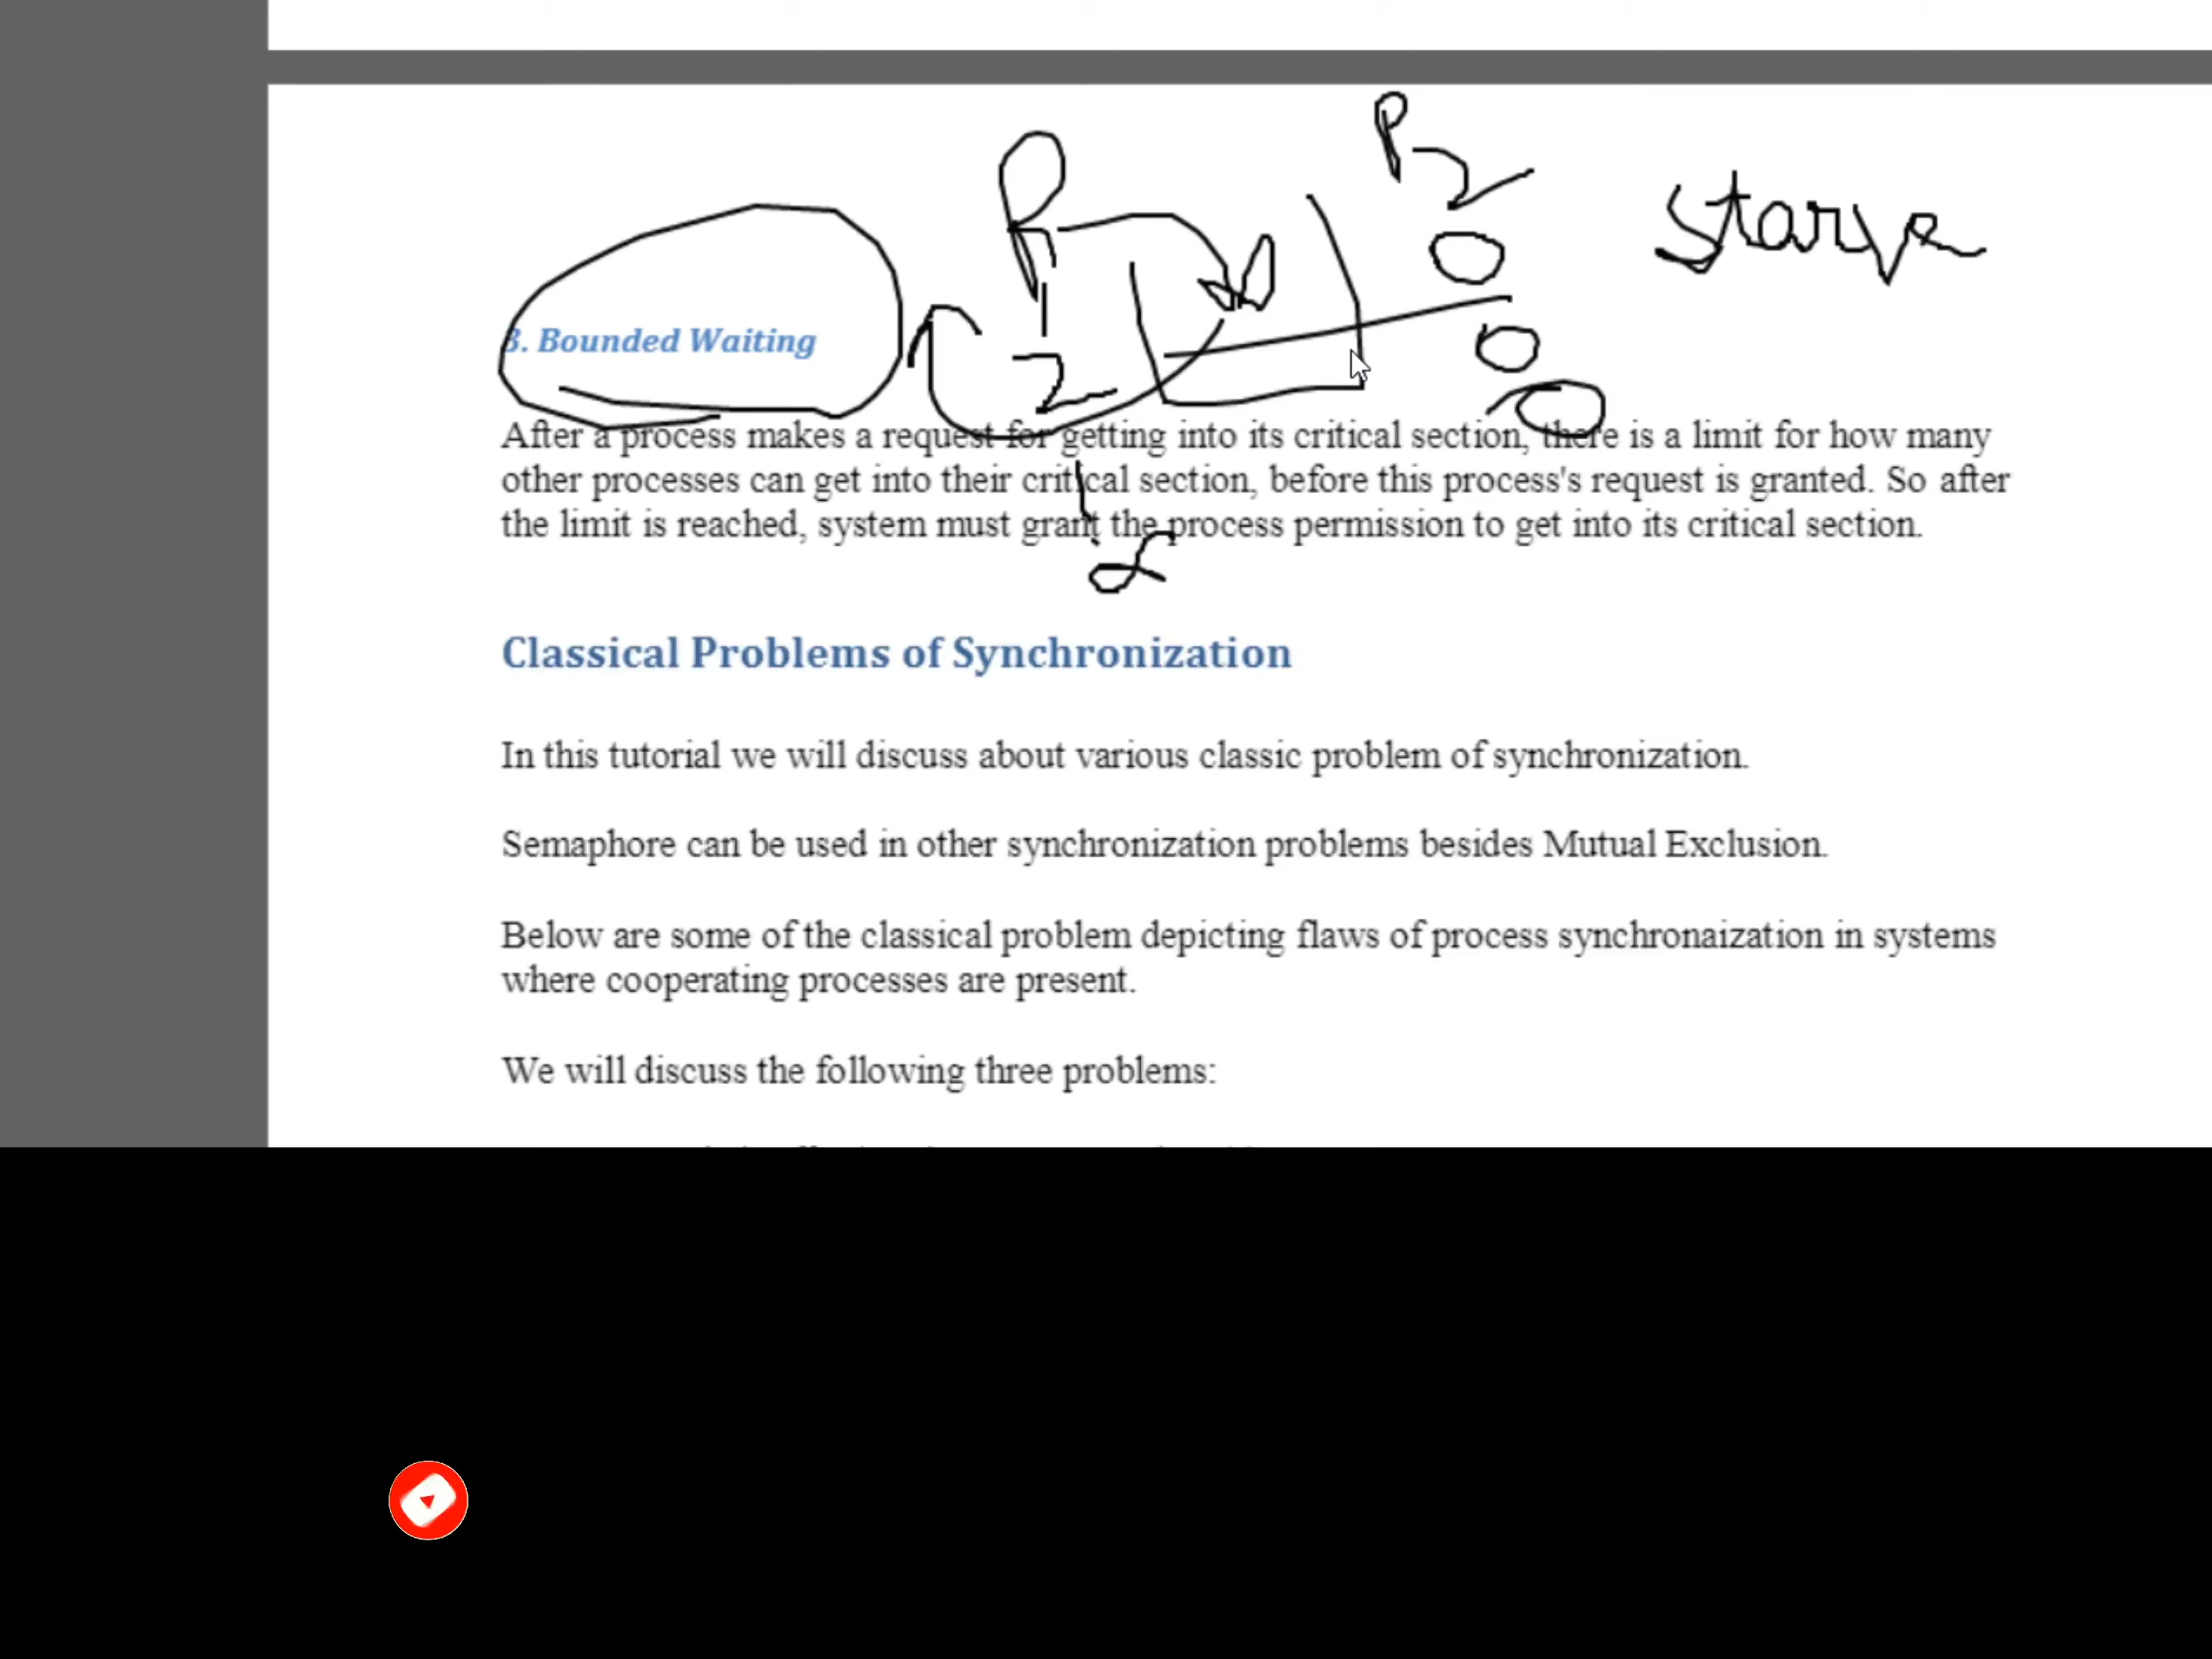 P2
P1
starve
3. Bounded Waiting
1
2
After a process makes a request for getting into its critical section, there is a limit for how many
other processes can get into their critical section, before this process's request is granted. So after
the limit is reached, system must grant the process permission to get into its critical section.
Classical Problems of Synchronization
In this tutorial we will discuss about various classic problem of synchronization.
Semaphore can be used in other synchronization problems besides Mutual Exclusion.
Below are some of the classical problem depicting flaws of process synchronaization in systems
where cooperating processes are present.
We will discuss the following three problems: